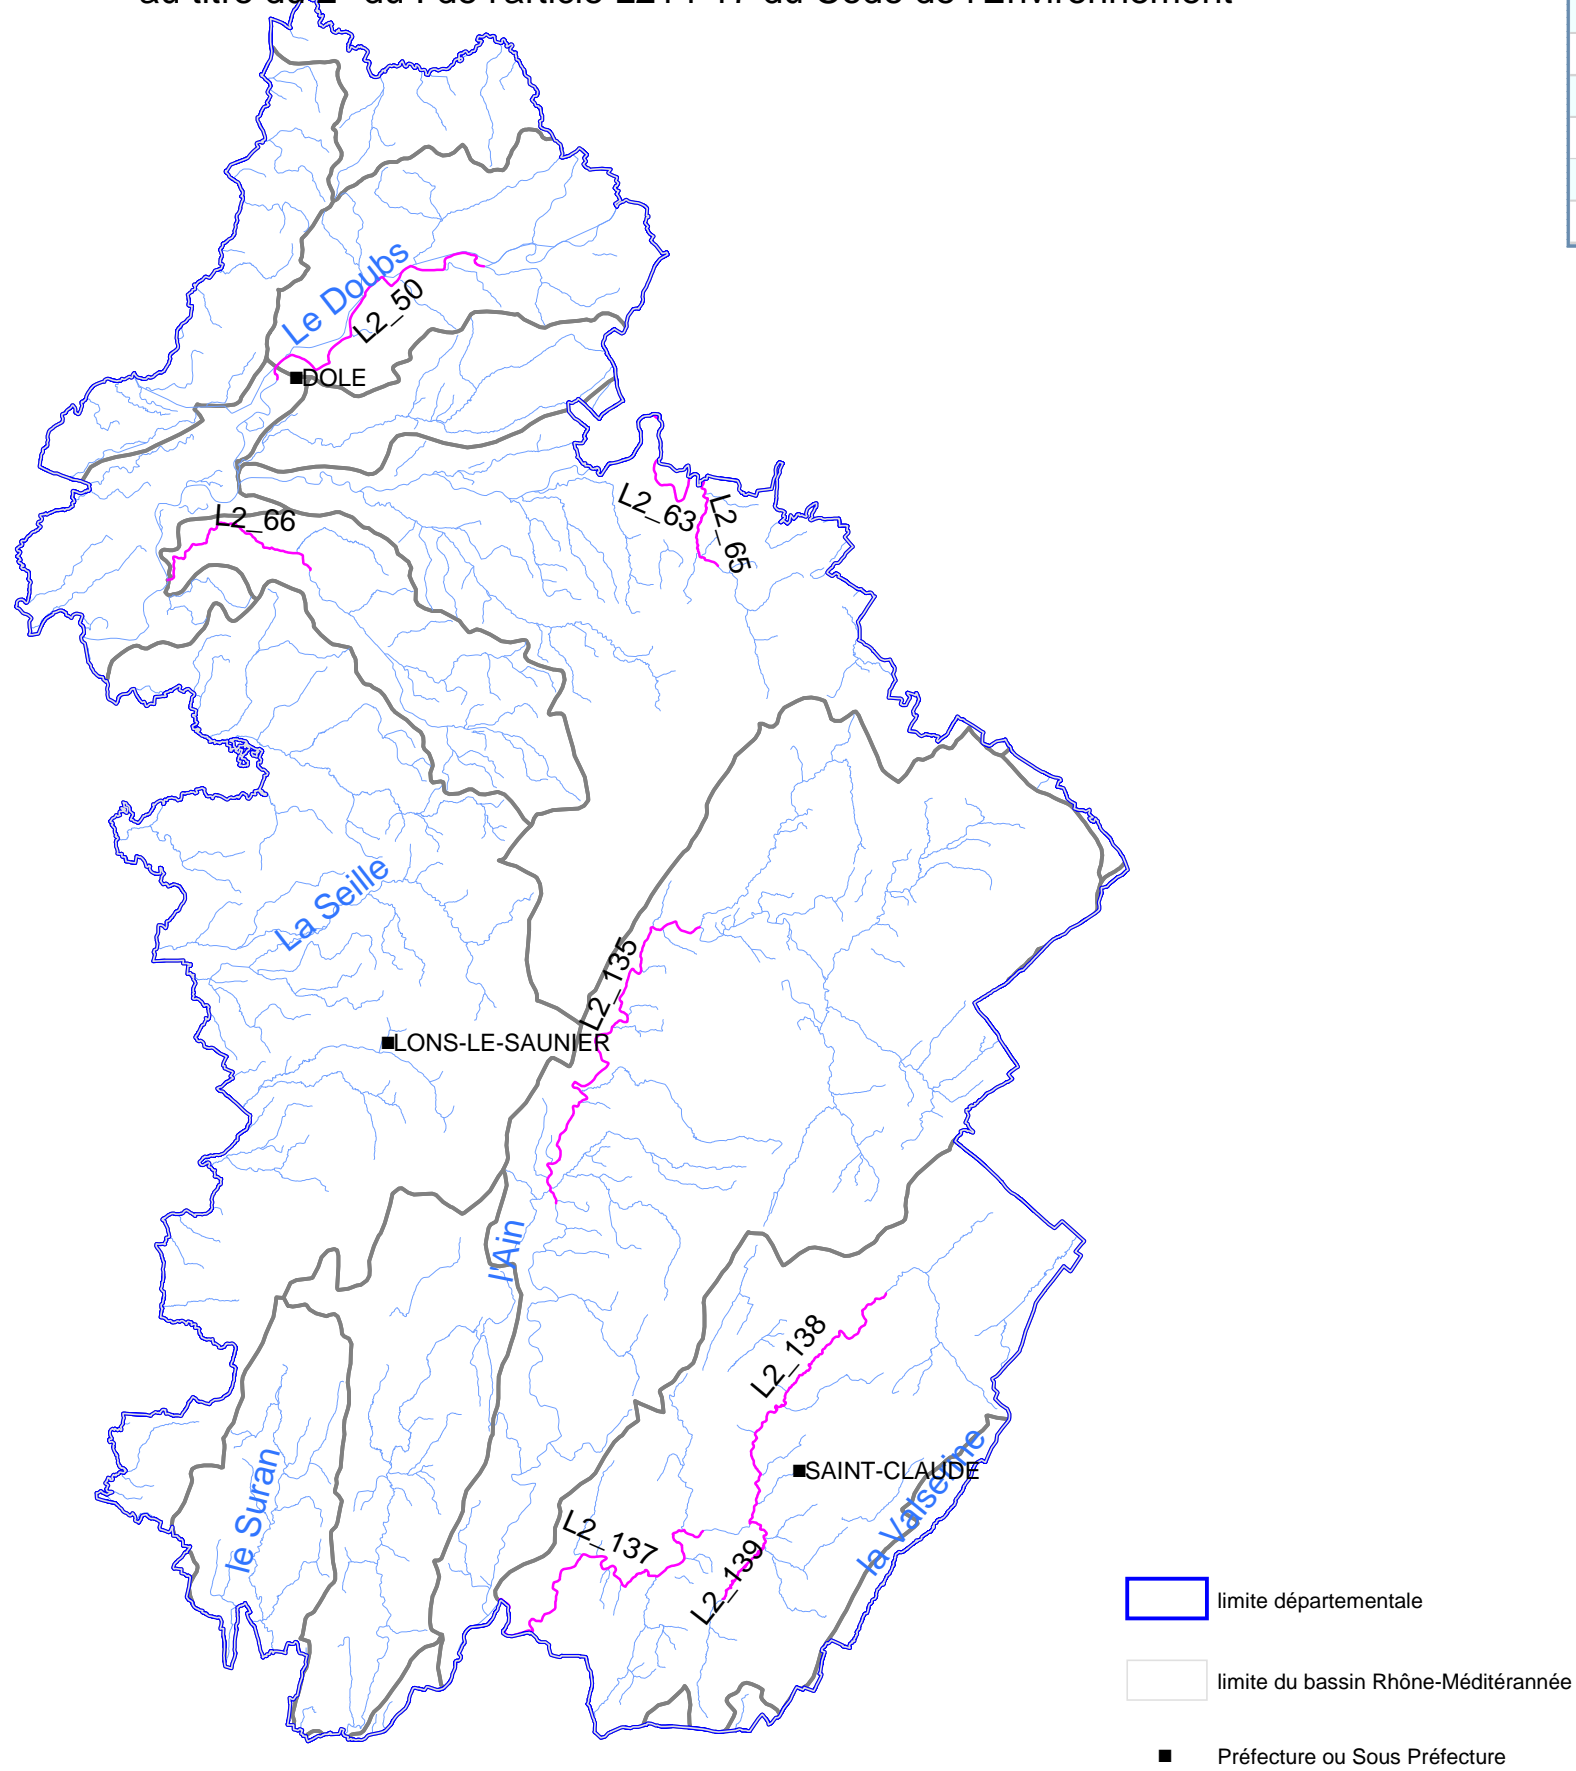 Le Doubs
L2_50
DOLE
L2_63
L2_65
L2_66
La Seille
L2_135
LONS-LE-SAUNIER
l'Ain
L2_138
SAINT-CLAUDE
le Suran
la Valserine
L2_137
L2_139
limite départementale
limite du bassin Rhône-Méditérannée
Préfecture ou Sous Préfecture